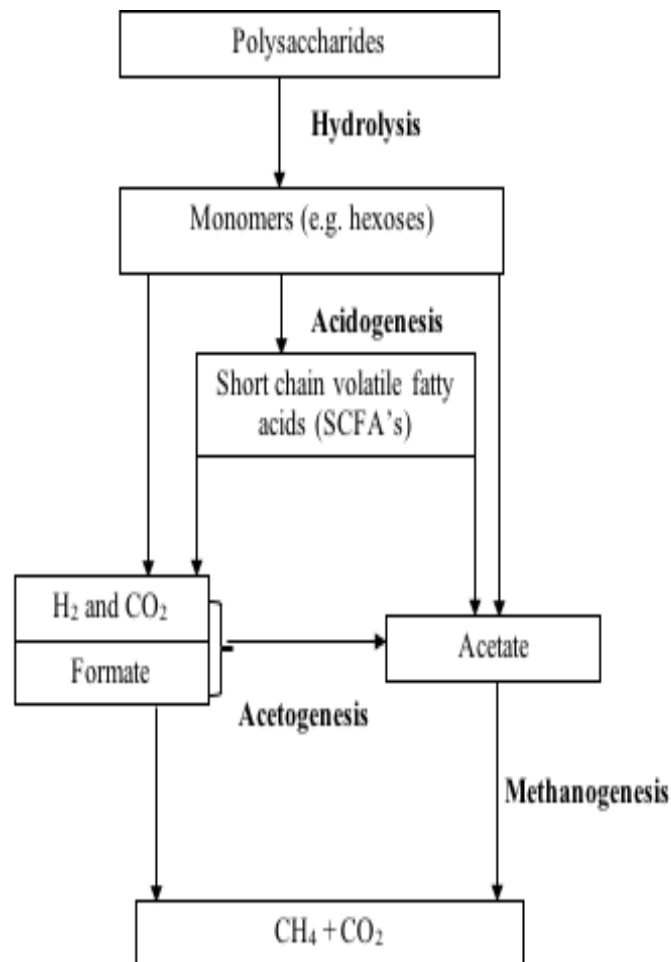 Polysaccharides
Hydrolysis
Monomers (e.g. hexoses)
Acidogenesis
Short chain volatile fatty
acids (SCFA's)
H₂ and CO₂
Formate
Acetate
Acetogenesis
Methanogenesis
CH₄ + CO₂